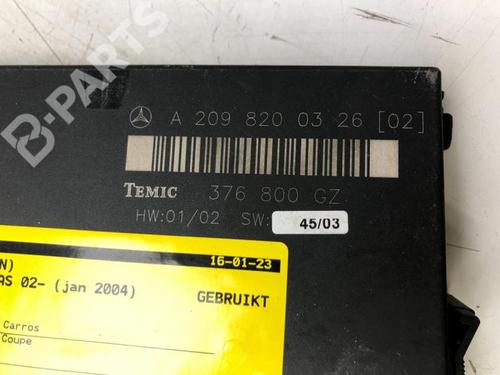 B-PARTS
A 209 820 03 26 [02]
TEMIC 376 800 GZ
HW:01/02 SW: 45/03
N) 16-01-23
AS 02- (jan 2004)
GEBRUIKT
Carros
Coupe